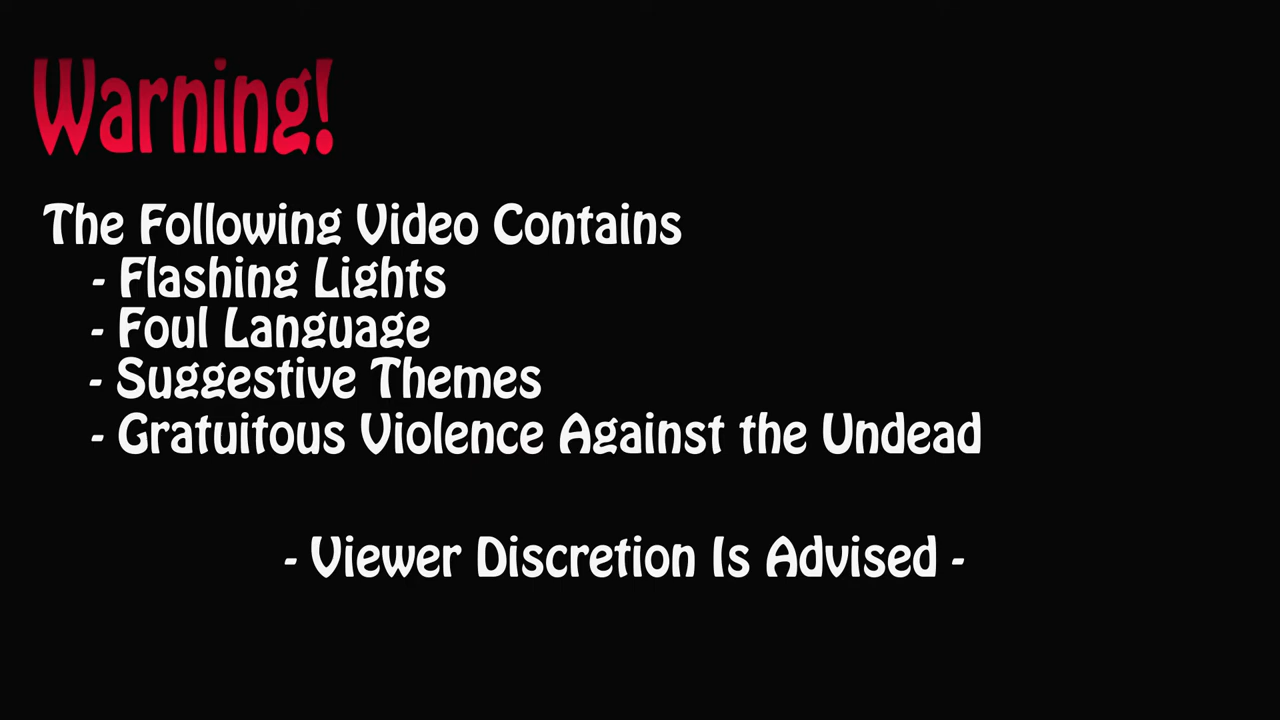 Warning!
The Following Video Contains
- Flashing Lights
- Foul Language
- Suggestive Themes
- Gratuitous Violence Against the Undead
- Viewer Discretion Is Advised -